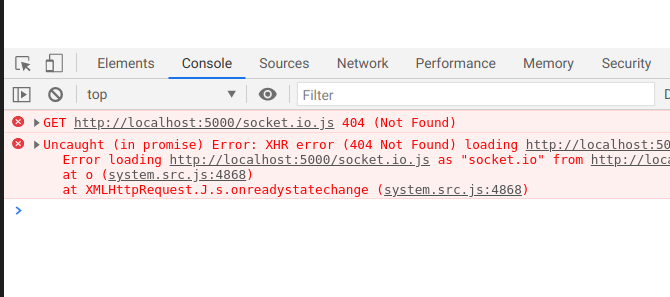 Elements Console Sources Network Performance Memory Security
top Filter
GET http://localhost:5000/socket.io.js 404 (Not Found)
Uncaught (in promise) Error: XHR error (404 Not Found) loading http://localhost:50
Error loading http://localhost:5000/socket.io.js as "socket.io" from http://loca
at o (system.src.js:4868)
at XMLHttpRequest.J.s.onreadystatechange (system.src.js:4868)